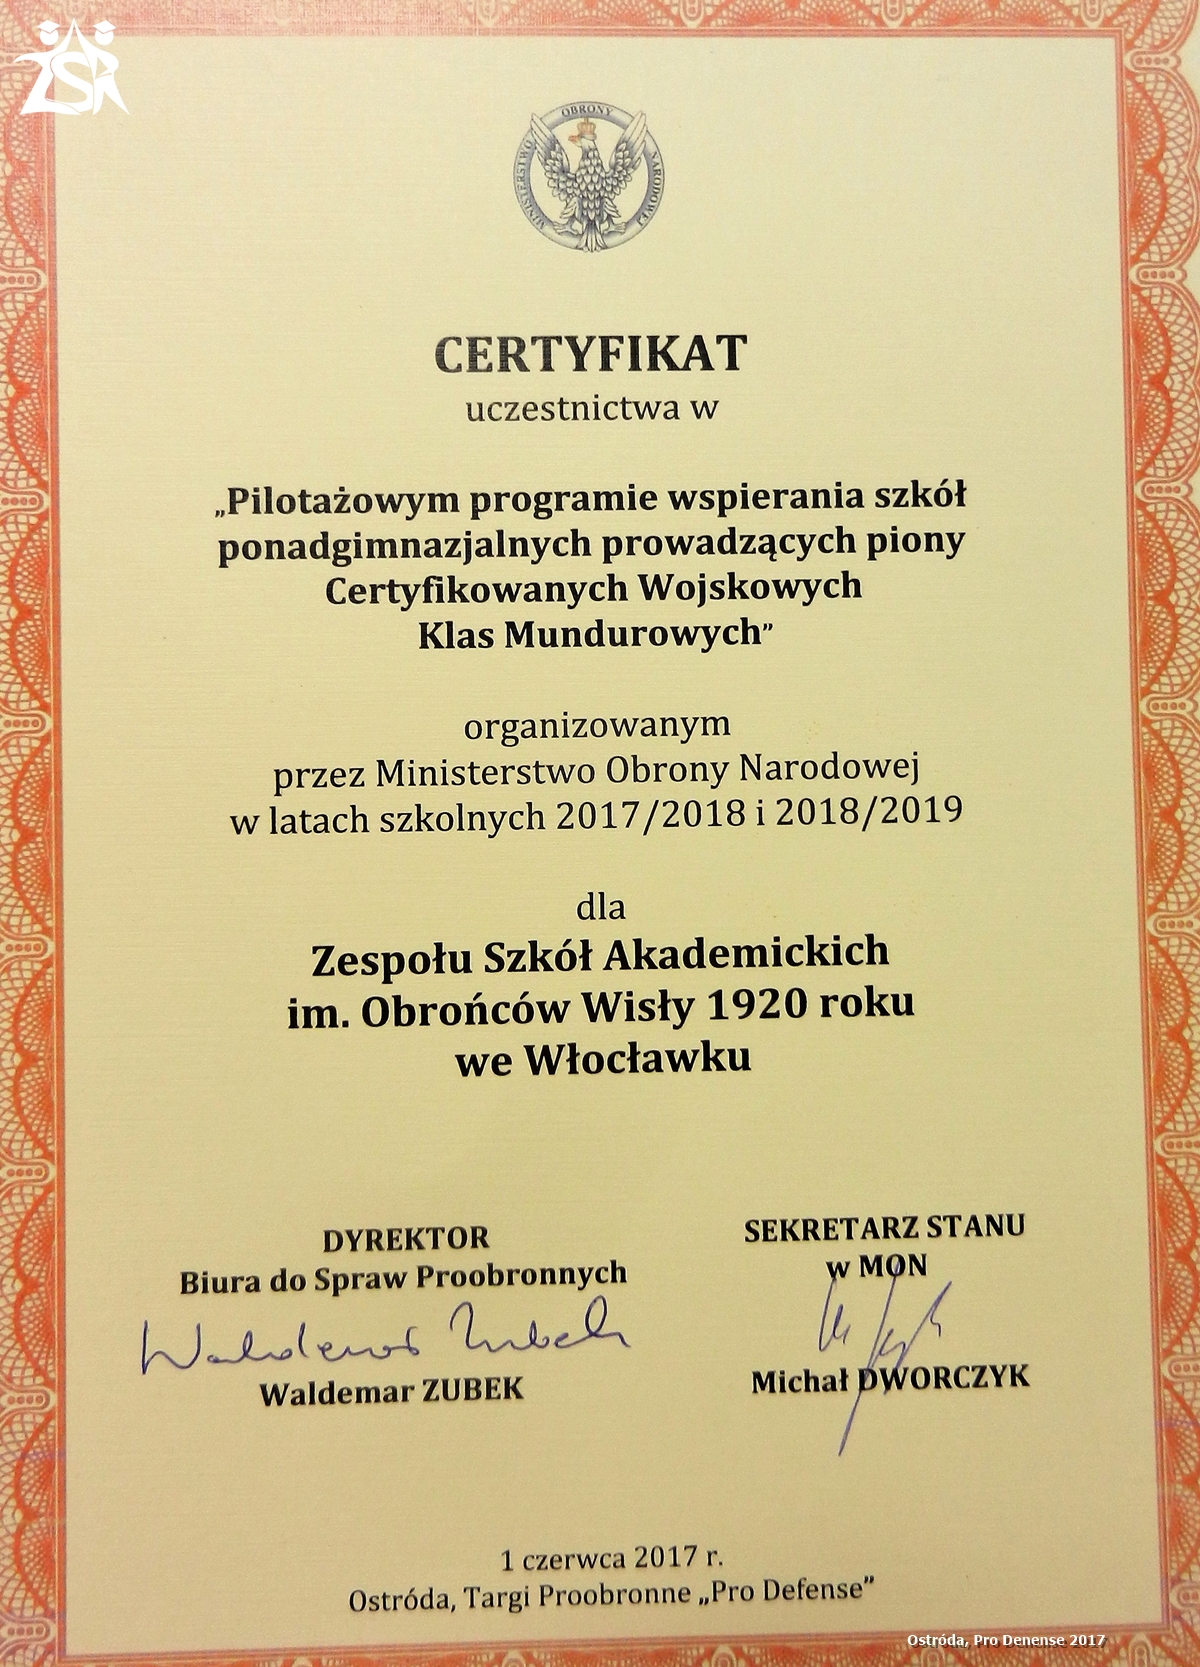 ZSA
MINISTERSTWO OBRONY NARODOWEJ
CERTYFIKAT
uczestnictwa w
„Pilotażowym programie wspierania szkół
ponadgimnazjalnych prowadzących piony
Certyfikowanych Wojskowych
Klas Mundurowych”
organizowanym
przez Ministerstwo Obrony Narodowej
w latach szkolnych 2017/2018 i 2018/2019
dla
Zespołu Szkół Akademickich
im. Obrońców Wisły 1920 roku
we Włocławku
DYREKTOR
Biura do Spraw Proobronnych
Waldemar Zubek
Waldemar ZUBEK
SEKRETARZ STANU
w MON
Michał DWORCZYK
1 czerwca 2017 r.
Ostróda, Targi Proobronne „Pro Defense”
Ostróda, Pro Denense 2017